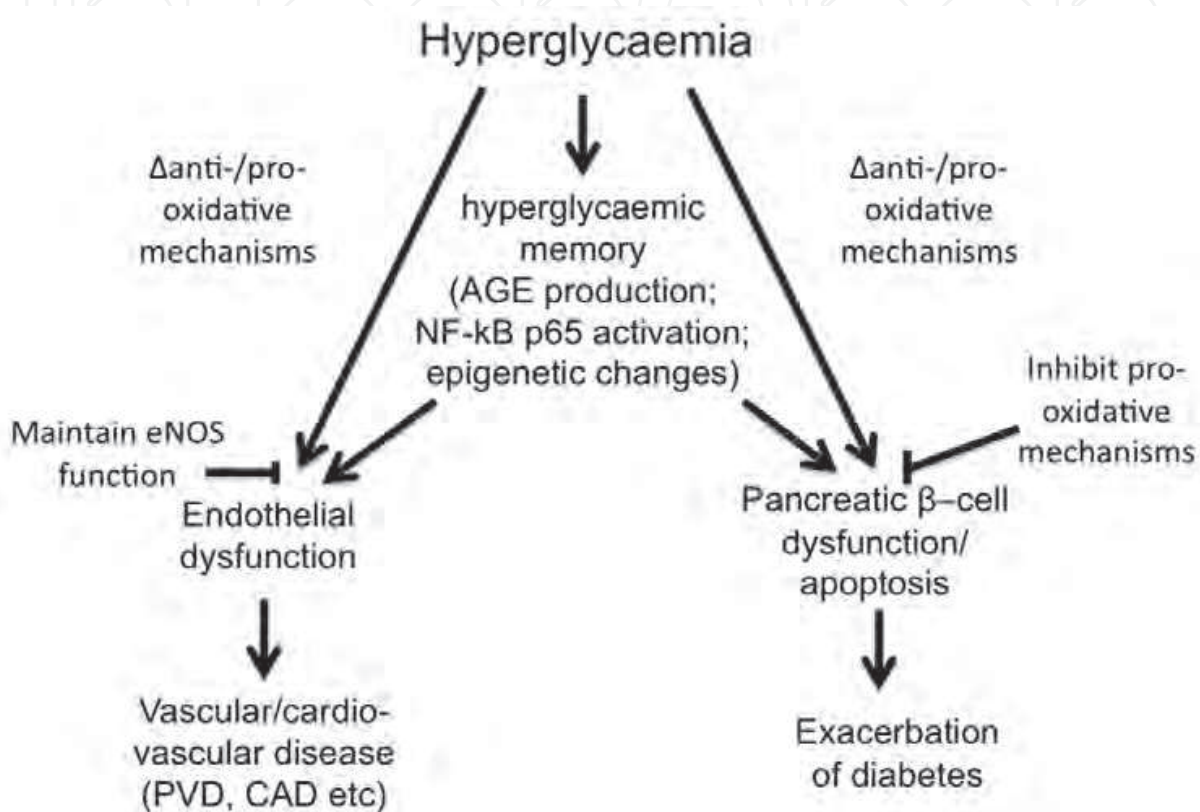 Hyperglycaemia
Δanti-/pro-
oxidative
mechanisms
hyperglycaemic
memory
(AGE production;
NF-kB p65 activation;
epigenetic changes)
Δanti-/pro-
oxidative
mechanisms
Maintain eNOS
function
Inhibit pro-
oxidative
mechanisms
Endothelial
dysfunction
Pancreatic β–cell
dysfunction/
apoptosis
Vascular/cardio-
vascular disease
(PVD, CAD etc)
Exacerbation
of diabetes